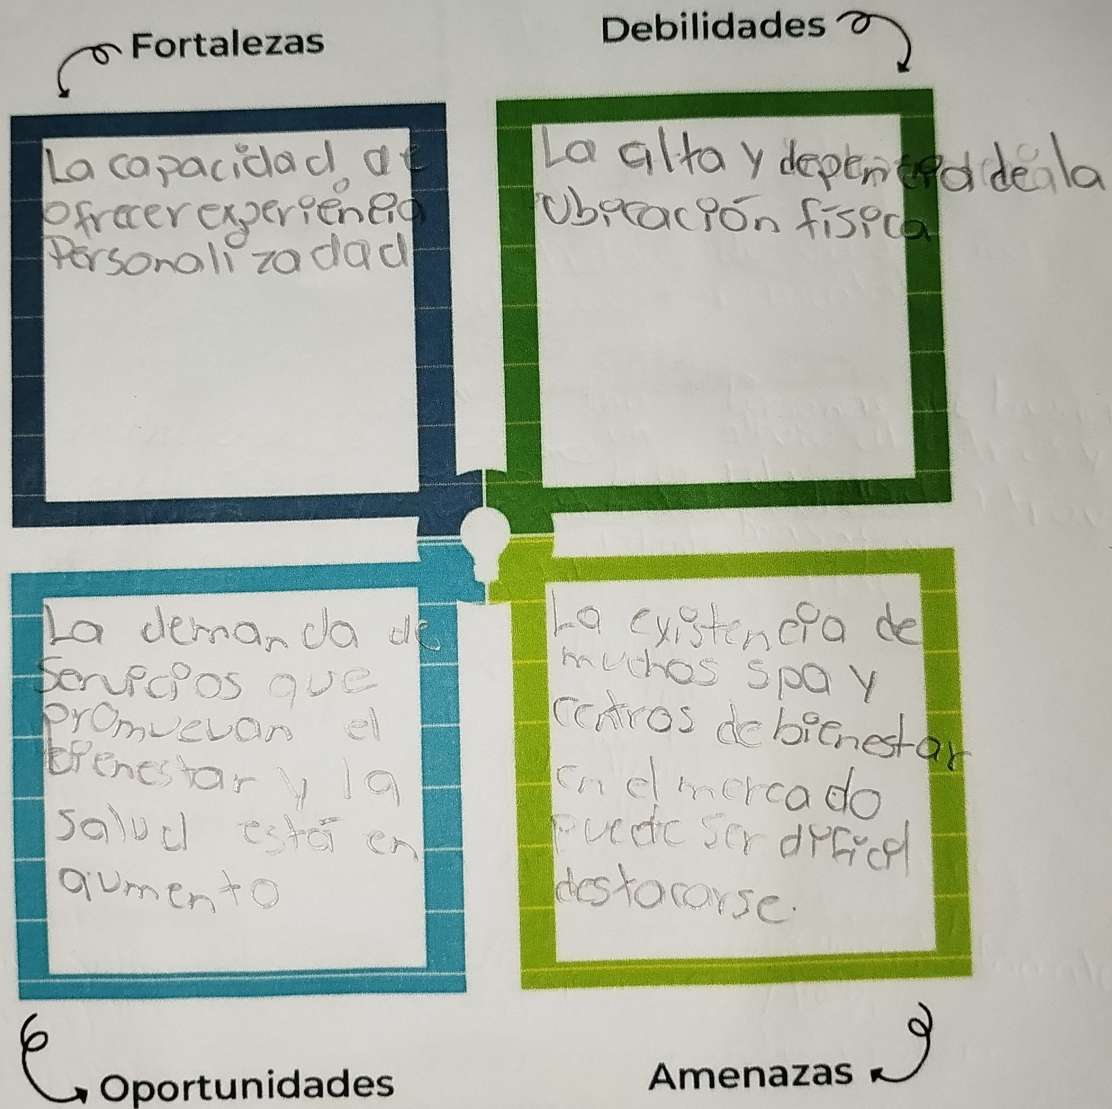 Fortalezas
La capacidad de
ofrecer experiencia
Personalizadad
Debilidades
La alta y dependeala
Ubicación física
La demanda de
Servicios que
promuevan el
bienestar y la
salud está en
aumento
Oportunidades
La existencia de
muchos spa y
centros de bienestar
en el mercado
puede ser dificil
destacarse.
Amenazas